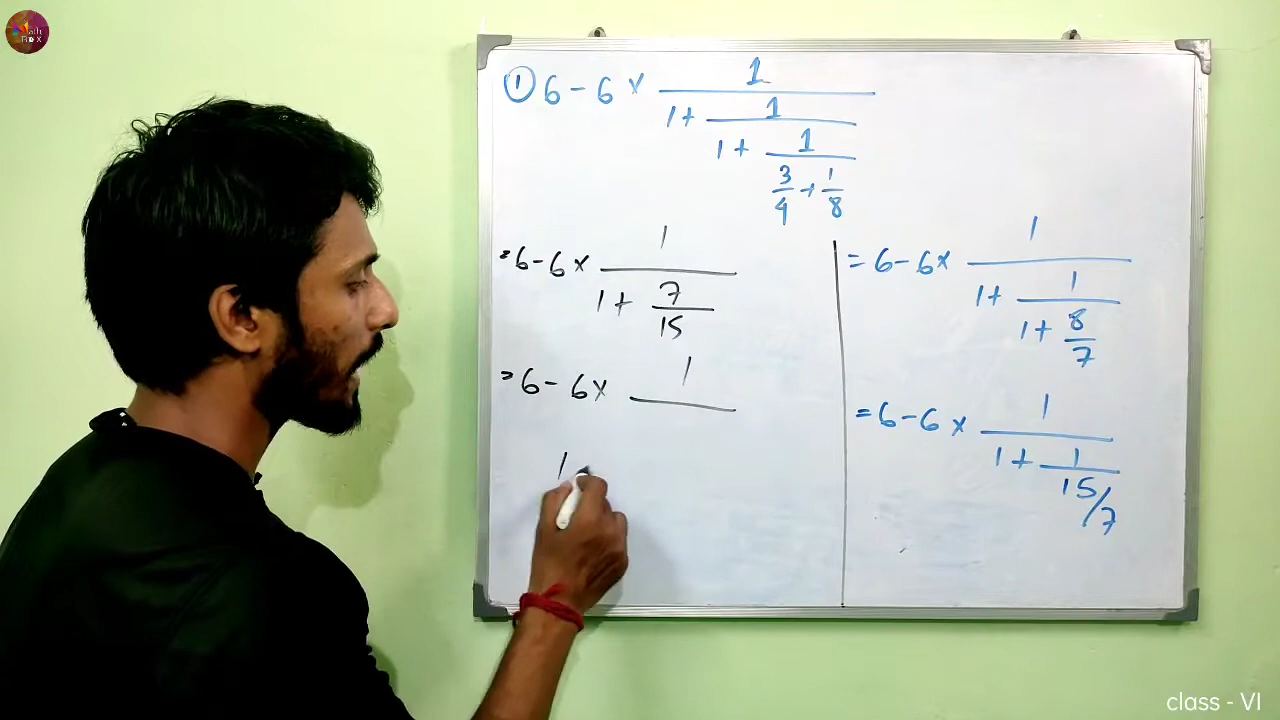 Math
BOX
① 6 - 6 × 1
1 + 1
1 + 1
3/4 + 1/8
= 6 - 6 × 1
1 + 7/15
= 6 - 6 × 1
1
= 6 - 6 × 1
1 + 1
1 + 8/7
= 6 - 6 × 1
1 + 1
15/7
class - VI